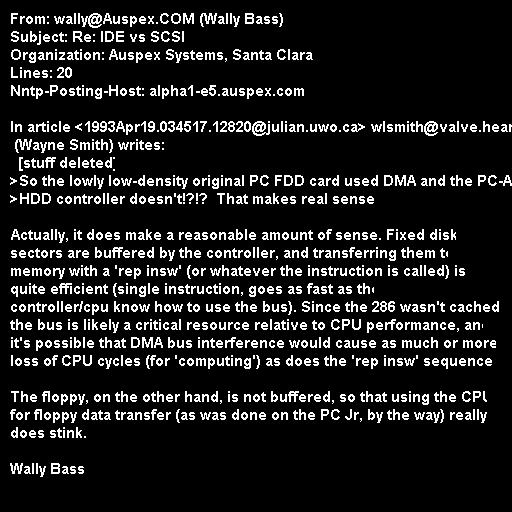 From: wally@Auspex.COM (Wally Bass)
Subject: Re: IDE vs SCSI
Organization: Auspex Systems, Santa Clara
Lines: 20
Nntp-Posting-Host: alpha1-e5.auspex.com

In article <1993Apr19.034517.12820@julian.uwo.ca> wlsmith@valve.hear
(Wayne Smith) writes:
[stuff deleted]
>So the lowly low-density original PC FDD card used DMA and the PC-A
>HDD controller doesn't!?!? That makes real sense

Actually, it does make a reasonable amount of sense. Fixed disk
sectors are buffered by the controller, and transferring them to
memory with a 'rep insw' (or whatever the instruction is called) is
quite efficient (single instruction, goes as fast as the
controller/cpu know how to use the bus). Since the 286 wasn't cached
the bus is likely a critical resource relative to CPU performance, and
it's possible that DMA bus interference would cause as much or more
loss of CPU cycles (for 'computing') as does the 'rep insw' sequence

The floppy, on the other hand, is not buffered, so that using the CPU
for floppy data transfer (as was done on the PC Jr, by the way) really
does stink.

Wally Bass